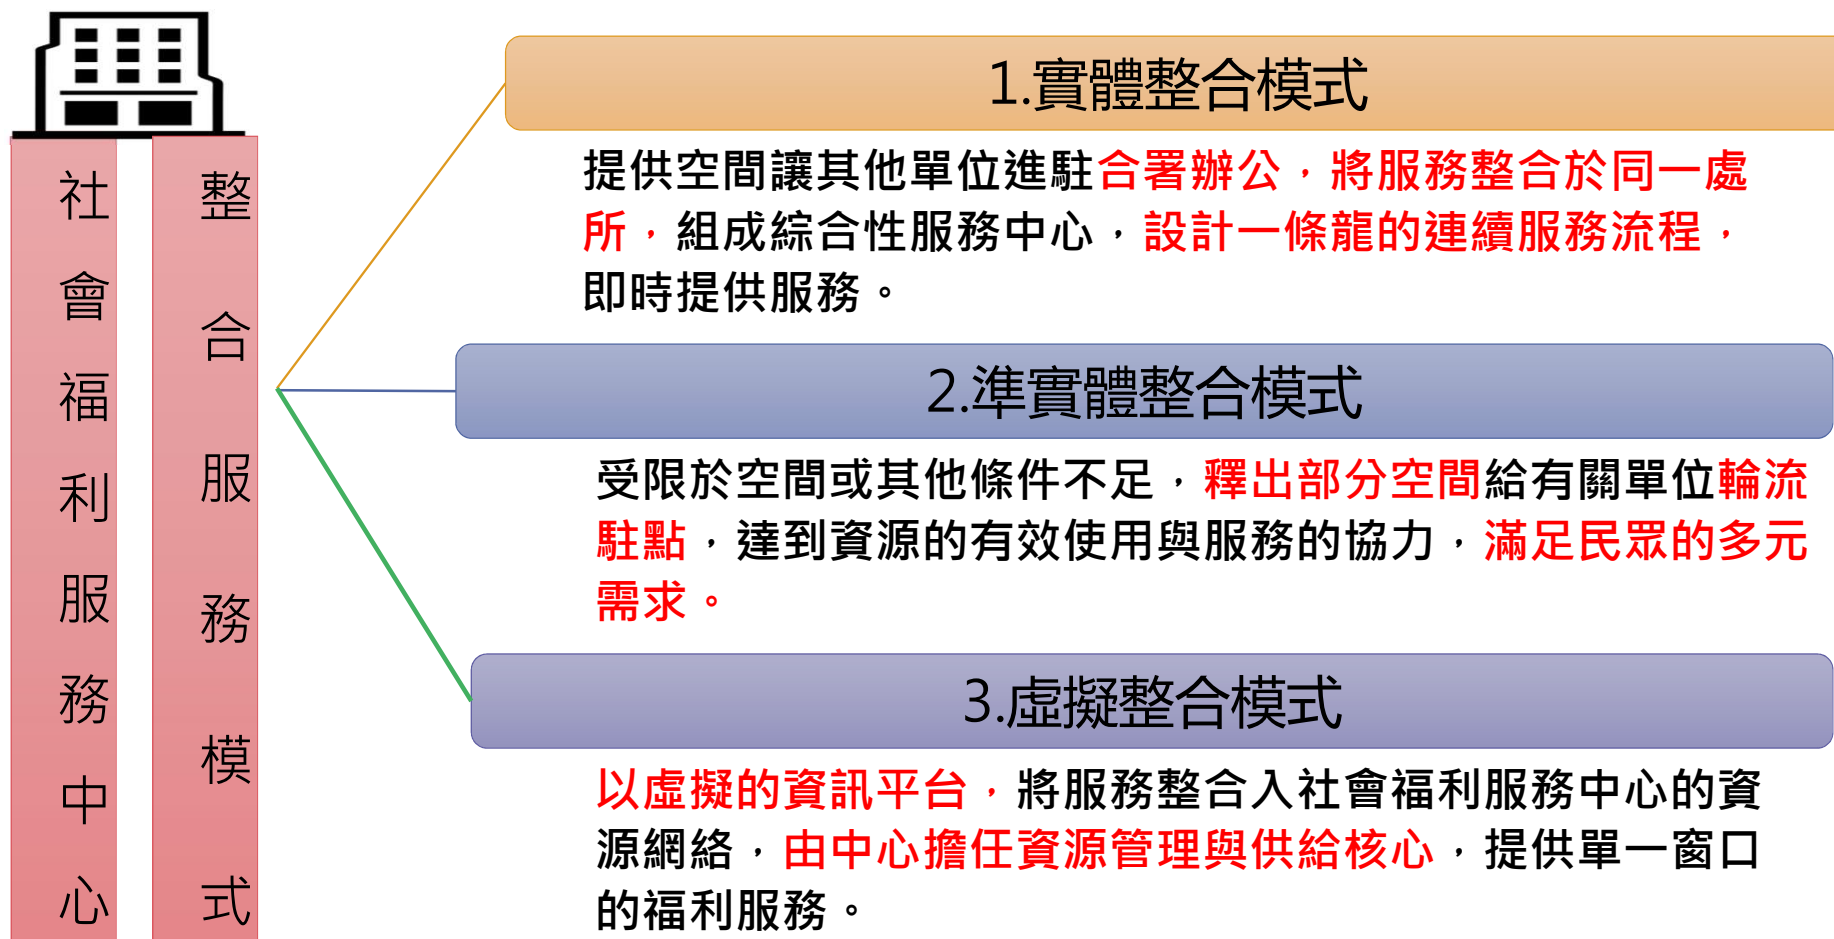 社會福利服務中心
整合服務模式
1.實體整合模式
提供空間讓其他單位進駐合署辦公，將服務整合於同一處
所，組成綜合性服務中心，設計一條龍的連續服務流程，
即時提供服務。
2.準實體整合模式
受限於空間或其他條件不足，釋出部分空間給有關單位輪流
駐點，達到資源的有效使用與服務的協力，滿足民眾的多元
需求。
3.虛擬整合模式
以虛擬的資訊平台，將服務整合入社會福利服務中心的資
源網絡，由中心擔任資源管理與供給核心，提供單一窗口
的福利服務。